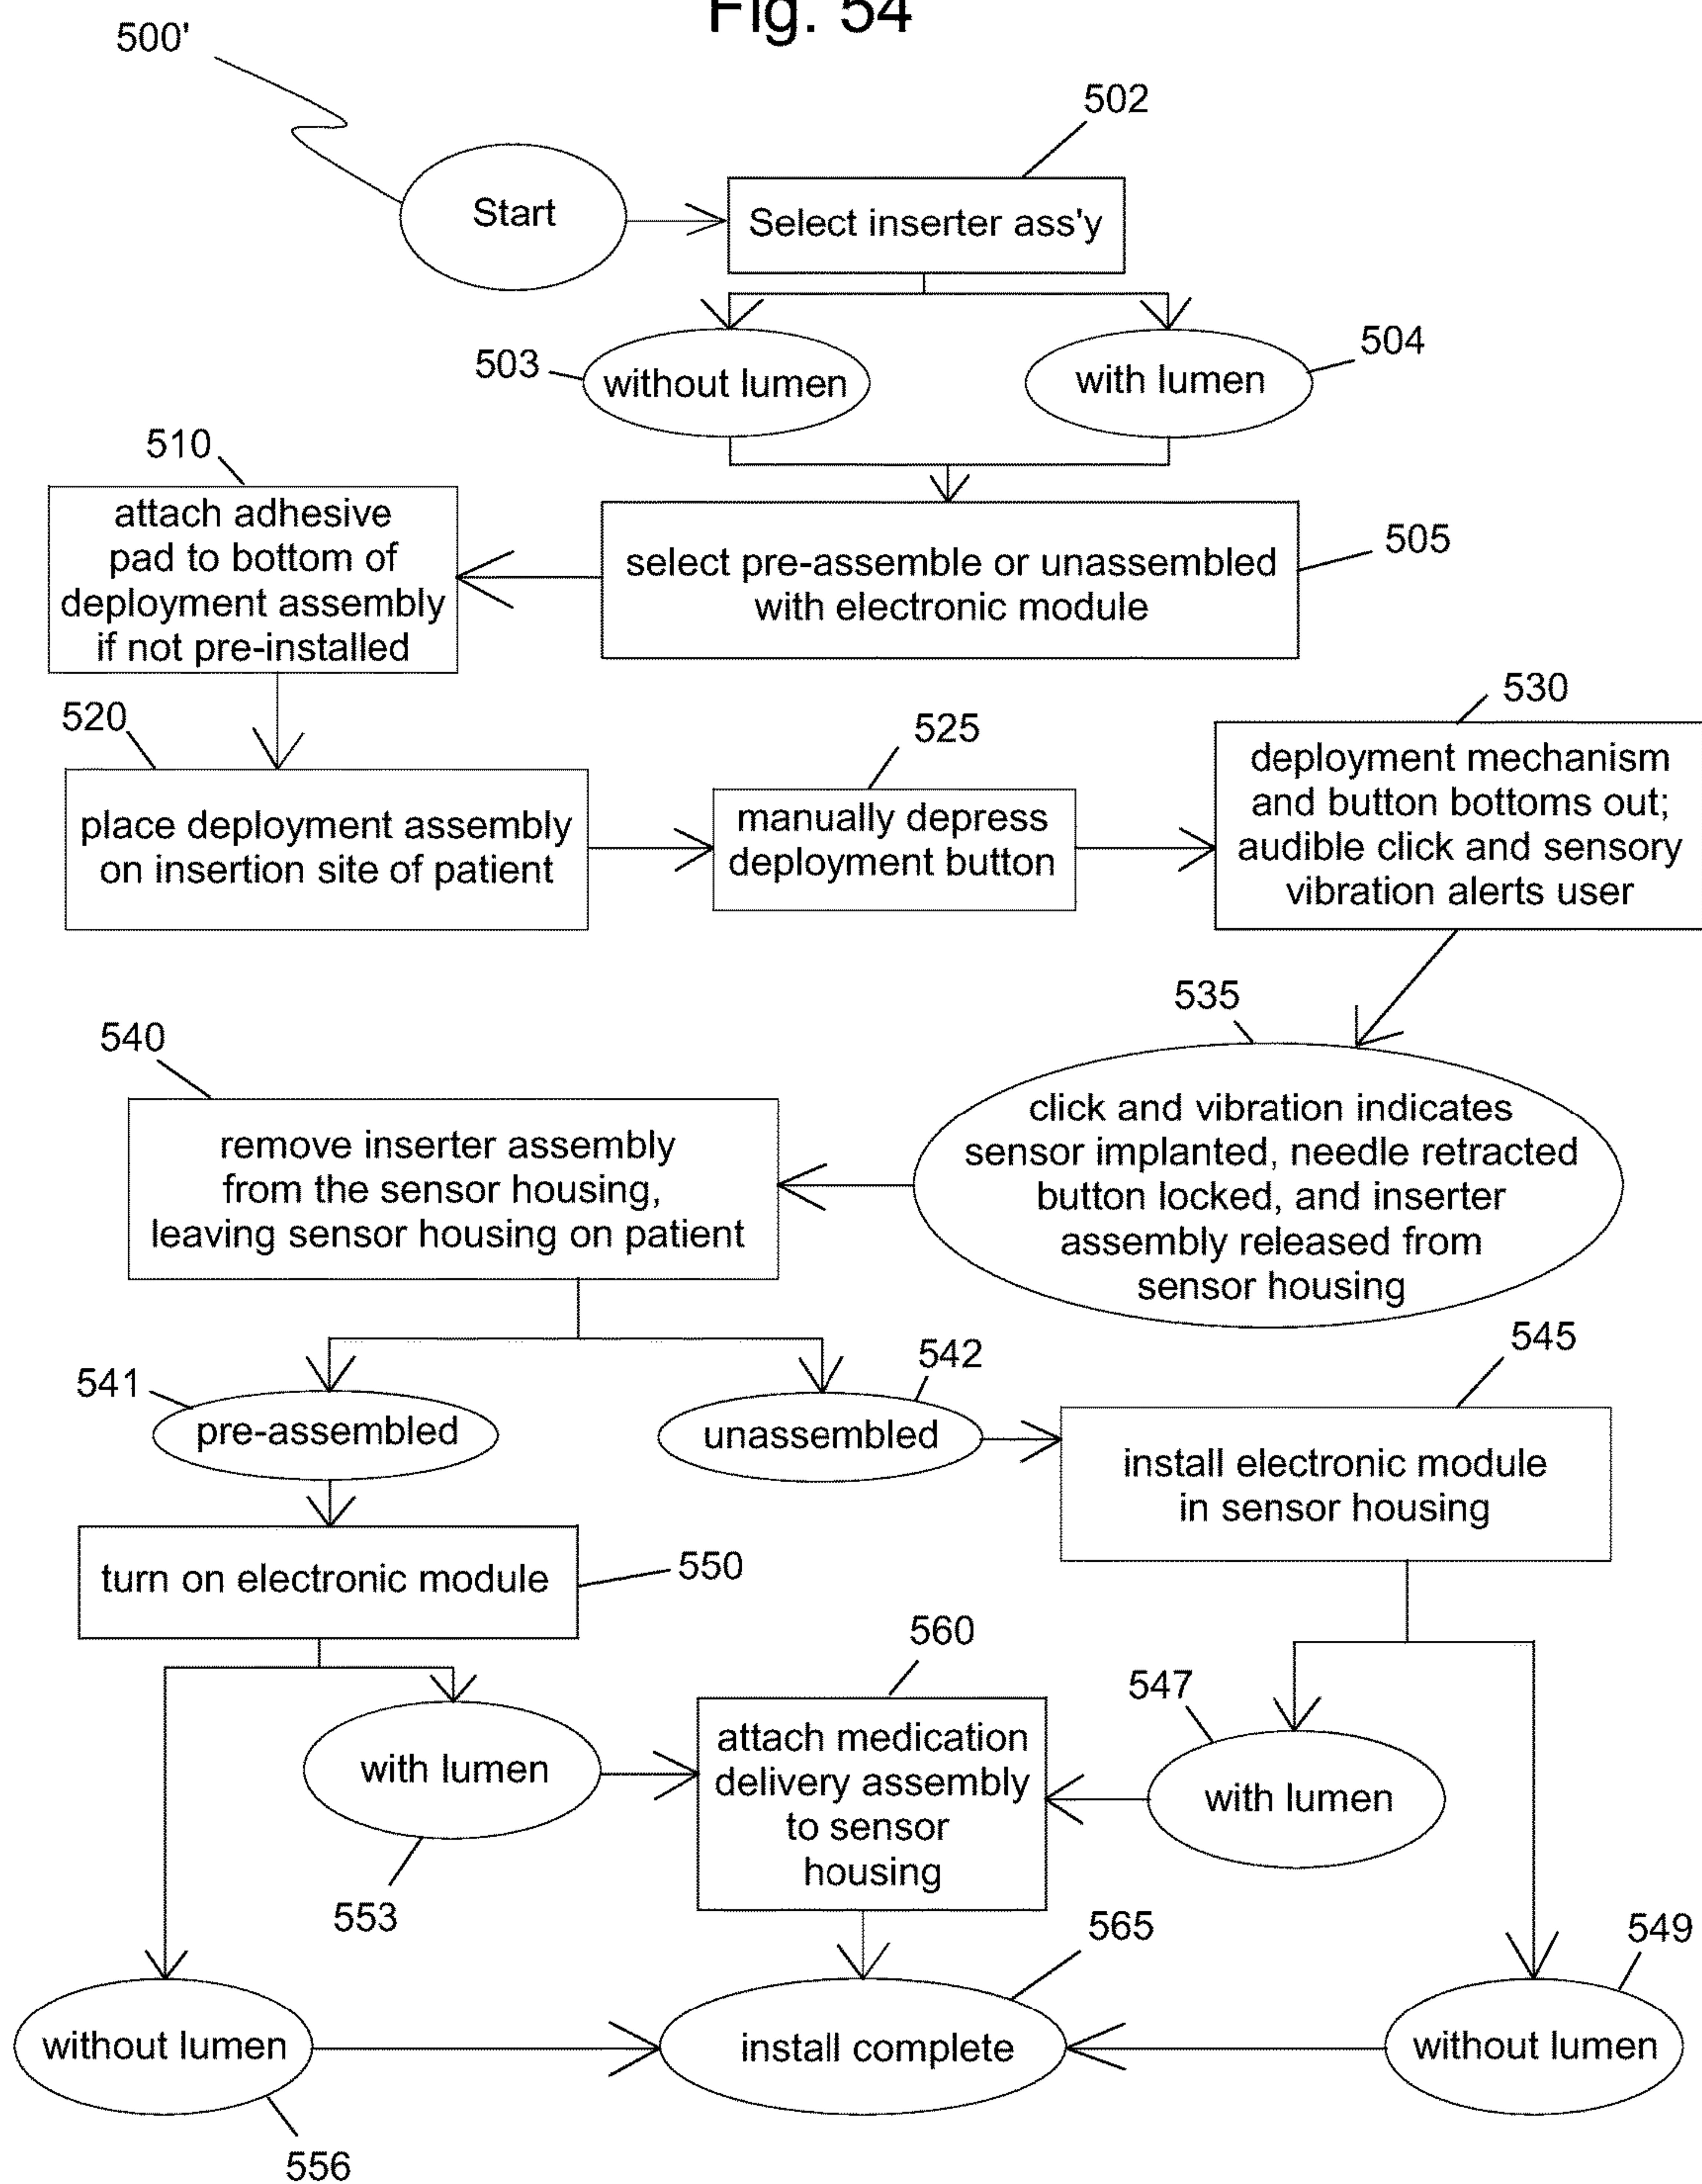 Fig. 54
500'
502
Start
Select inserter ass'y
503
without lumen
with lumen
504
510
attach adhesive
pad to bottom of
deployment assembly
if not pre-installed
select pre-assemble or unassembled
with electronic module
505
520
place deployment assembly
on insertion site of patient
525
manually depress
deployment button
530
deployment mechanism
and button bottoms out;
audible click and sensory
vibration alerts user
535
click and vibration indicates
sensor implanted, needle retracted
button locked, and inserter
assembly released from
sensor housing
540
remove inserter assembly
from the sensor housing,
leaving sensor housing on patient
541
pre-assembled
542
unassembled
545
install electronic module
in sensor housing
turn on electronic module
550
560
attach medication
delivery assembly
to sensor
housing
with lumen
553
547
with lumen
565
549
without lumen
556
install complete
without lumen